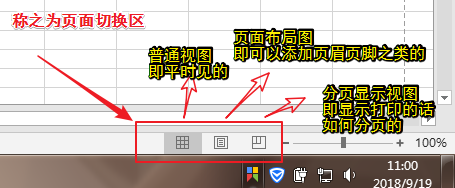 称之为页面切换区
普通视图
即平时见的
页面布局图
即可以添加页眉页脚之类的
分页显示视图
即显示打印的话
如何分页的
100%
11:00
2018/9/19